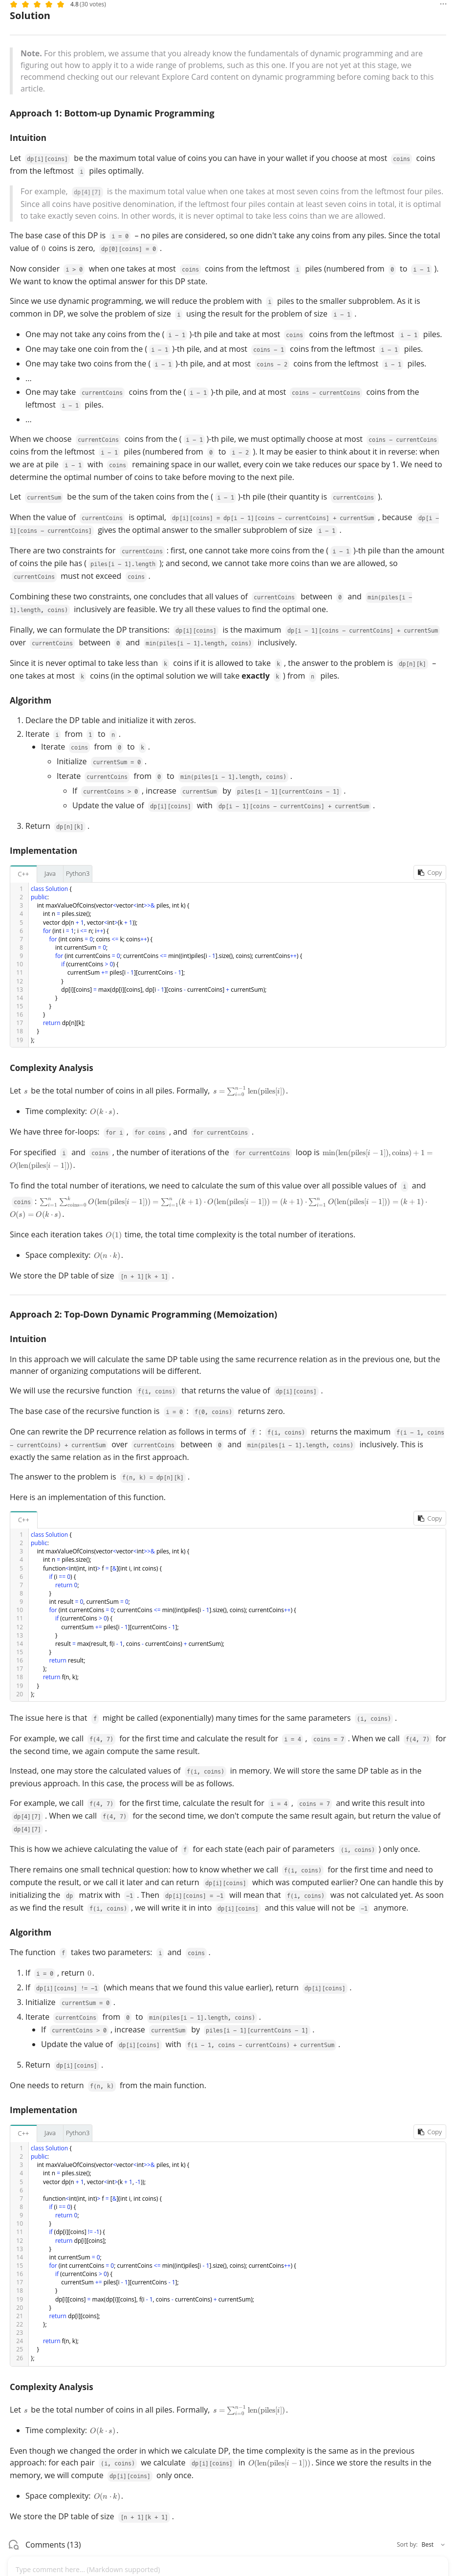 4.8 (30 votes)
Solution
Note. For this problem, we assume that you already know the fundamentals of dynamic programming and are
figuring out how to apply it to a wide range of problems, such as this one. If you are not yet at this stage, we
recommend checking out our relevant Explore Card content on dynamic programming before coming back to this
article.
Approach 1: Bottom-up Dynamic Programming
Intuition
Let dp[i][coins] be the maximum total value of coins you can have in your wallet if you choose at most coins coins
from the leftmost i piles optimally.
For example, dp[4][7] is the maximum total value when one takes at most seven coins from the leftmost four piles.
Since all coins have positive denomination, if the leftmost four piles contain at least seven coins in total, it is optimal
to take exactly seven coins. In other words, it is never optimal to take less coins than we are allowed.
The base case of this DP is i = 0 – no piles are considered, so one didn't take any coins from any piles. Since the total
value of 0 coins is zero, dp[0][coins] = 0 .
Now consider i > 0 when one takes at most coins coins from the leftmost i piles (numbered from 0 to i − 1 ).
We want to know the optimal answer for this DP state.
Since we use dynamic programming, we will reduce the problem with i piles to the smaller subproblem. As it is
common in DP, we solve the problem of size i using the result for the problem of size i − 1 .
• One may not take any coins from the ( i − 1 )-th pile and take at most coins coins from the leftmost i − 1 piles.
• One may take one coin from the ( i − 1 )-th pile, and at most coins − 1 coins from the leftmost i − 1 piles.
• One may take two coins from the ( i − 1 )-th pile, and at most coins − 2 coins from the leftmost i − 1 piles.
• ...
• One may take currentCoins coins from the ( i − 1 )-th pile, and at most coins − currentCoins coins from the
leftmost i − 1 piles.
• ...
When we choose currentCoins coins from the ( i − 1 )-th pile, we must optimally choose at most coins − currentCoins
coins from the leftmost i − 1 piles (numbered from 0 to i − 2 ). It may be easier to think about it in reverse: when
we are at pile i − 1 with coins remaining space in our wallet, every coin we take reduces our space by 1. We need to
determine the optimal number of coins to take before moving to the next pile.
Let currentSum be the sum of the taken coins from the ( i − 1 )-th pile (their quantity is currentCoins ).
When the value of currentCoins is optimal, dp[i][coins] = dp[i − 1][coins − currentCoins] + currentSum , because dp[i −
1][coins − currentCoins] gives the optimal answer to the smaller subproblem of size i − 1 .
There are two constraints for currentCoins : first, one cannot take more coins from the ( i − 1 )-th pile than the amount
of coins the pile has ( piles[i − 1].length ); and second, we cannot take more coins than we are allowed, so
currentCoins must not exceed coins .
Combining these two constraints, one concludes that all values of currentCoins between 0 and min(piles[i −
1].length, coins) inclusively are feasible. We try all these values to find the optimal one.
Finally, we can formulate the DP transitions: dp[i][coins] is the maximum dp[i − 1][coins − currentCoins] + currentSum
over currentCoins between 0 and min(piles[i − 1].length, coins) inclusively.
Since it is never optimal to take less than k coins if it is allowed to take k , the answer to the problem is dp[n][k] –
one takes at most k coins (in the optimal solution we will take exactly k ) from n piles.
Algorithm
1. Declare the DP table and initialize it with zeros.
2. Iterate i from 1 to n .
• Iterate coins from 0 to k .
◦ Initialize currentSum = 0 .
◦ Iterate currentCoins from 0 to min(piles[i − 1].length, coins) .
◦ If currentCoins > 0 , increase currentSum by piles[i − 1][currentCoins − 1] .
◦ Update the value of dp[i][coins] with dp[i − 1][coins − currentCoins] + currentSum .
3. Return dp[n][k] .
Implementation
C++ Java Python3 Copy
1 class Solution {
2 public:
3 int maxValueOfCoins(vector<vector<int>>& piles, int k) {
4 int n = piles.size();
5 vector dp(n + 1, vector<int>(k + 1));
6 for (int i = 1; i <= n; i++) {
7 for (int coins = 0; coins <= k; coins++) {
8 int currentSum = 0;
9 for (int currentCoins = 0; currentCoins <= min((int)piles[i - 1].size(), coins); currentCoins++) {
10 if (currentCoins > 0) {
11 currentSum += piles[i - 1][currentCoins - 1];
12 }
13 dp[i][coins] = max(dp[i][coins], dp[i - 1][coins - currentCoins] + currentSum);
14 }
15 }
16 }
17 return dp[n][k];
18 }
19 };
Complexity Analysis
Let s be the total number of coins in all piles. Formally, s = ∑_{i=0}^{n−1} len(piles[i]).
• Time complexity: O(k · s).
We have three for-loops: for i , for coins , and for currentCoins .
For specified i and coins , the number of iterations of the for currentCoins loop is min(len(piles[i − 1]), coins) + 1 =
O(len(piles[i − 1])).
To find the total number of iterations, we need to calculate the sum of this value over all possible values of i and
coins : ∑_{i=1}^{n} ∑_{coins=0}^{k} O(len(piles[i − 1])) = ∑_{i=1}^{n}(k + 1) · O(len(piles[i − 1])) = (k + 1) · ∑_{i=1}^{n} O(len(piles[i − 1])) = (k + 1) ·
O(s) = O(k · s).
Since each iteration takes O(1) time, the total time complexity is the total number of iterations.
• Space complexity: O(n · k).
We store the DP table of size [n + 1][k + 1] .
Approach 2: Top-Down Dynamic Programming (Memoization)
Intuition
In this approach we will calculate the same DP table using the same recurrence relation as in the previous one, but the
manner of organizing computations will be different.
We will use the recursive function f(i, coins) that returns the value of dp[i][coins] .
The base case of the recursive function is i = 0 : f(0, coins) returns zero.
One can rewrite the DP recurrence relation as follows in terms of f : f(i, coins) returns the maximum f(i − 1, coins
− currentCoins) + currentSum over currentCoins between 0 and min(piles[i − 1].length, coins) inclusively. This is
exactly the same relation as in the first approach.
The answer to the problem is f(n, k) = dp[n][k] .
Here is an implementation of this function.
C++ Copy
1 class Solution {
2 public:
3 int maxValueOfCoins(vector<vector<int>>& piles, int k) {
4 int n = piles.size();
5 function<int(int, int)> f = [&](int i, int coins) {
6 if (i == 0) {
7 return 0;
8 }
9 int result = 0, currentSum = 0;
10 for (int currentCoins = 0; currentCoins <= min((int)piles[i - 1].size(), coins); currentCoins++) {
11 if (currentCoins > 0) {
12 currentSum += piles[i - 1][currentCoins - 1];
13 }
14 result = max(result, f(i - 1, coins - currentCoins) + currentSum);
15 }
16 return result;
17 };
18 return f(n, k);
19 }
20 };
The issue here is that f might be called (exponentially) many times for the same parameters (i, coins) .
For example, we call f(4, 7) for the first time and calculate the result for i = 4 , coins = 7 . When we call f(4, 7) for
the second time, we again compute the same result.
Instead, one may store the calculated values of f(i, coins) in memory. We will store the same DP table as in the
previous approach. In this case, the process will be as follows.
For example, we call f(4, 7) for the first time, calculate the result for i = 4 , coins = 7 and write this result into
dp[4][7] . When we call f(4, 7) for the second time, we don't compute the same result again, but return the value of
dp[4][7] .
This is how we achieve calculating the value of f for each state (each pair of parameters (i, coins) ) only once.
There remains one small technical question: how to know whether we call f(i, coins) for the first time and need to
compute the result, or we call it later and can return dp[i][coins] which was computed earlier? One can handle this by
initializing the dp matrix with −1 . Then dp[i][coins] = −1 will mean that f(i, coins) was not calculated yet. As soon
as we find the result f(i, coins) , we will write it in into dp[i][coins] and this value will not be −1 anymore.
Algorithm
The function f takes two parameters: i and coins .
1. If i = 0 , return 0.
2. If dp[i][coins] != −1 (which means that we found this value earlier), return dp[i][coins] .
3. Initialize currentSum = 0 .
4. Iterate currentCoins from 0 to min(piles[i − 1].length, coins) .
• If currentCoins > 0 , increase currentSum by piles[i − 1][currentCoins − 1] .
• Update the value of dp[i][coins] with f(i − 1, coins − currentCoins) + currentSum .
5. Return dp[i][coins] .
One needs to return f(n, k) from the main function.
Implementation
C++ Java Python3 Copy
1 class Solution {
2 public:
3 int maxValueOfCoins(vector<vector<int>>& piles, int k) {
4 int n = piles.size();
5 vector dp(n + 1, vector<int>(k + 1, -1));
6
7 function<int(int, int)> f = [&](int i, int coins) {
8 if (i == 0) {
9 return 0;
10 }
11 if (dp[i][coins] != -1) {
12 return dp[i][coins];
13 }
14 int currentSum = 0;
15 for (int currentCoins = 0; currentCoins <= min((int)piles[i - 1].size(), coins); currentCoins++) {
16 if (currentCoins > 0) {
17 currentSum += piles[i - 1][currentCoins - 1];
18 }
19 dp[i][coins] = max(dp[i][coins], f(i - 1, coins - currentCoins) + currentSum);
20 }
21 return dp[i][coins];
22 };
23
24 return f(n, k);
25 }
26 };
Complexity Analysis
Let s be the total number of coins in all piles. Formally, s = ∑_{i=0}^{n−1} len(piles[i]).
• Time complexity: O(k · s).
Even though we changed the order in which we calculate DP, the time complexity is the same as in the previous
approach: for each pair (i, coins) we calculate dp[i][coins] in O(len(piles[i − 1])). Since we store the results in the
memory, we will compute dp[i][coins] only once.
• Space complexity: O(n · k).
We store the DP table of size [n + 1][k + 1] .
Comments (13) Sort by: Best
Type comment here... (Markdown supported)